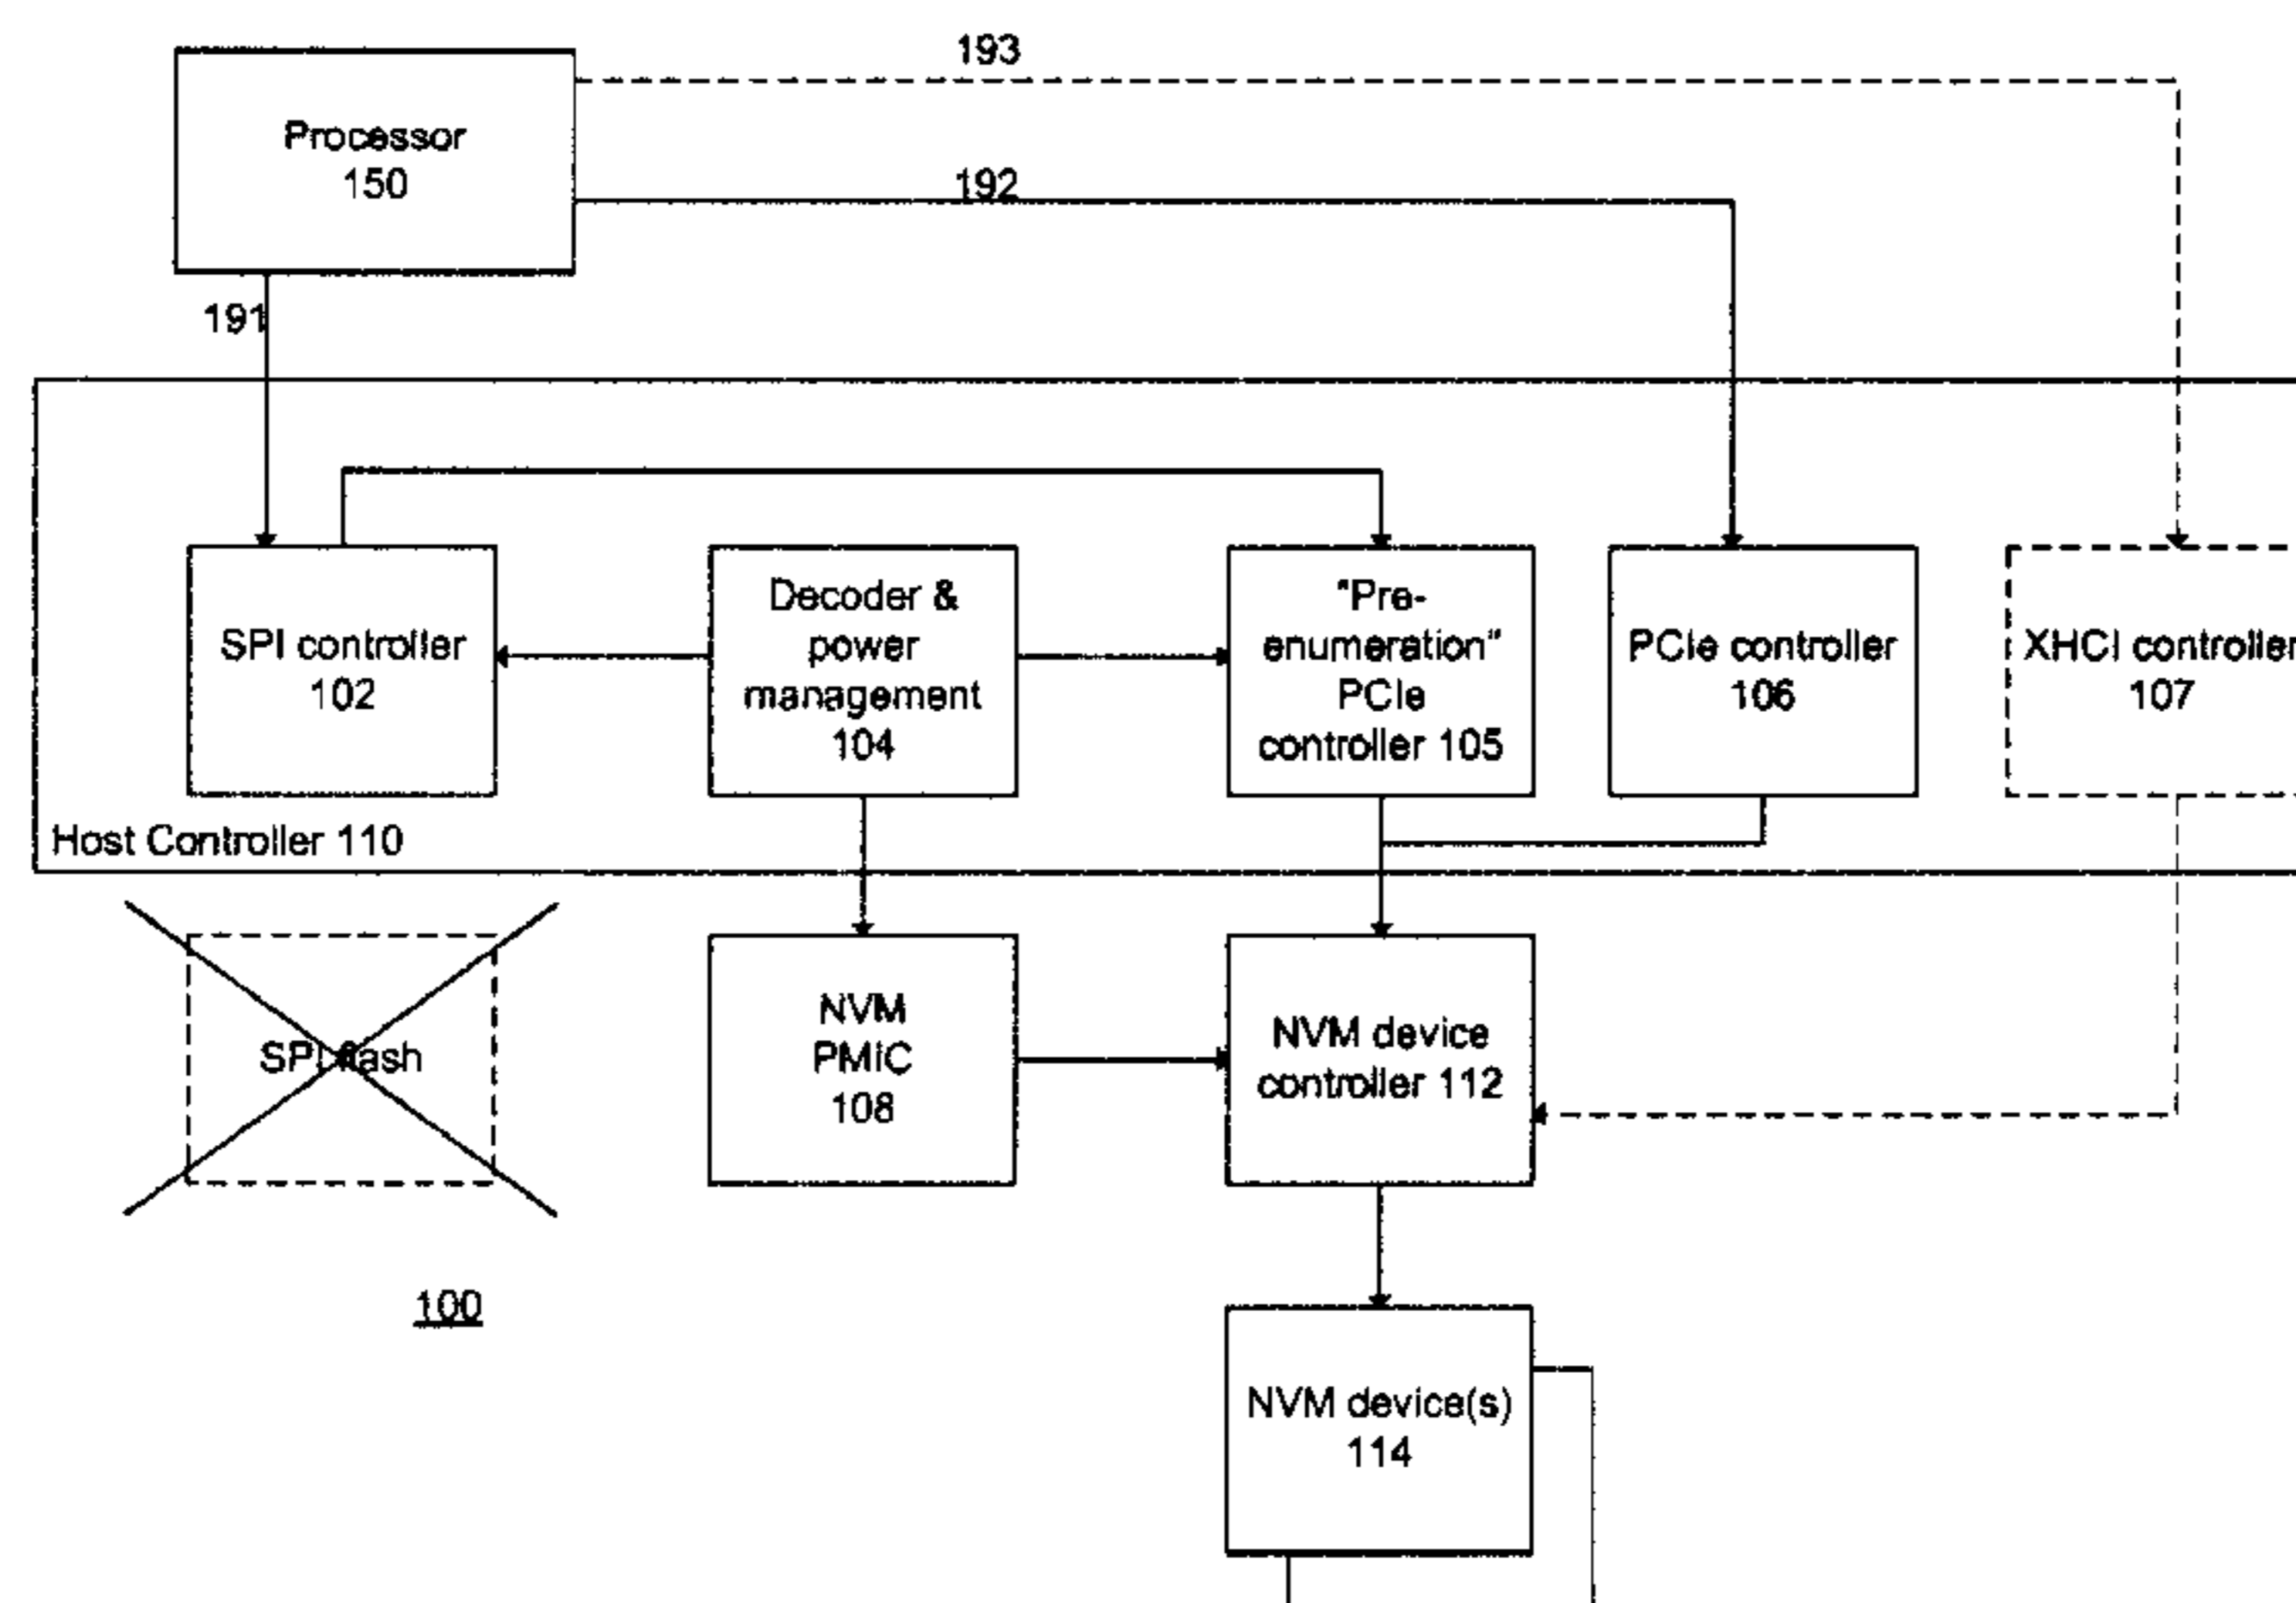 193
Processor
150
192
191
SPI controller
102
Decoder &
power
management
104
"Pre-
enumeration"
PCIe
controller 105
PCIe controller
106
XHCI controller
107
Host Controller 110
SPI flash
NVM
PMIC
108
NVM device
controller 112
100
NVM device(s)
114